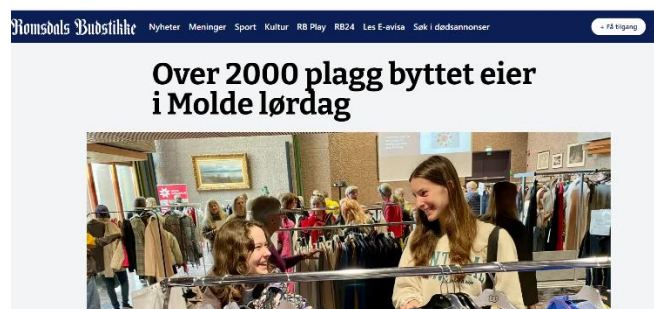 Romsdals Budstikke
Nyheter Meninger Sport Kultur RB Play RB24 Les E-avisa Søk i dødsannonser
+ Få tilgang
Over 2000 plagg byttet eier
i Molde lørdag